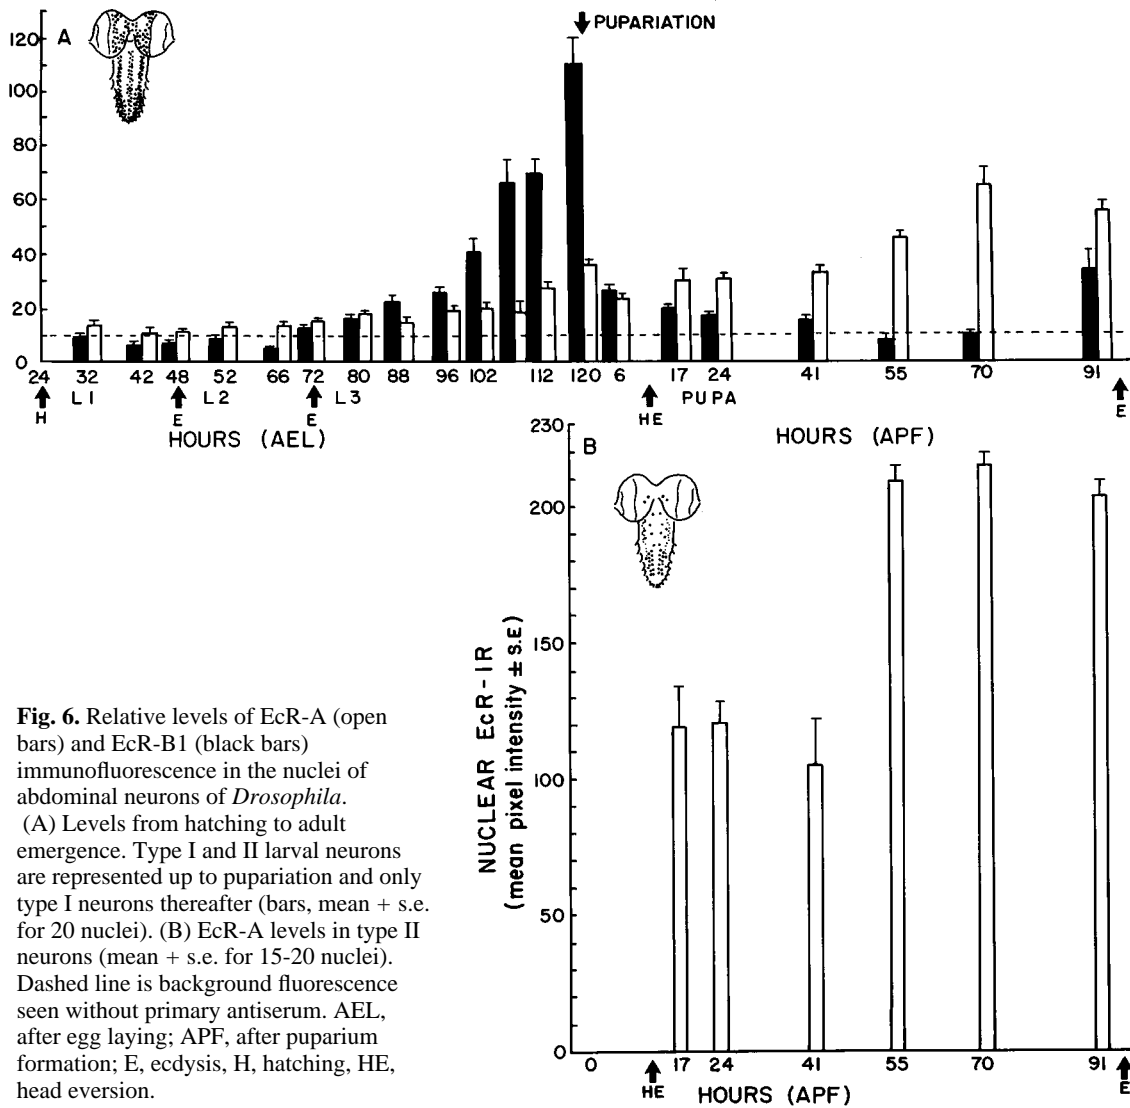 PUPARIATION
A
120
100
80
60
40
20
0
24 32 42 48 52 66 72 80 88 96 102 112 120 6 17 24 41 55 70 91
H L1 E L2 E L3 HE PUPA E
HOURS (AEL) HOURS (APF)
B
230
200
150
100
50
0
NUCLEAR EcR-IR
(mean pixel intensity ± s.E)
0 17 24 41 55 70 91
HE E
HOURS (APF)
Fig. 6. Relative levels of EcR-A (open
bars) and EcR-B1 (black bars)
immunofluorescence in the nuclei of
abdominal neurons of Drosophila.
(A) Levels from hatching to adult
emergence. Type I and II larval neurons
are represented up to pupariation and only
type I neurons thereafter (bars, mean + s.e.
for 20 nuclei). (B) EcR-A levels in type II
neurons (mean + s.e. for 15-20 nuclei).
Dashed line is background fluorescence
seen without primary antiserum. AEL,
after egg laying; APF, after puparium
formation; E, ecdysis, H, hatching, HE,
head eversion.